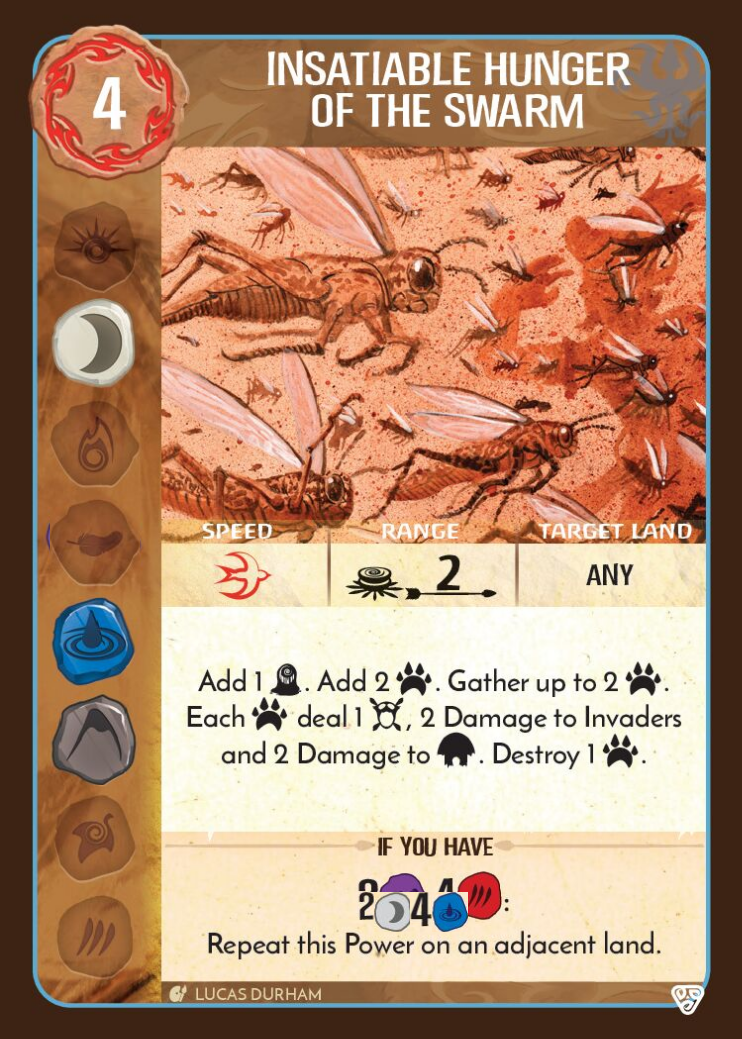 4
INSATIABLE HUNGER
OF THE SWARM
SPEED RANGE TARGET LAND
2 ANY
Add 1 . Add 2 . Gather up to 2 .
Each deal 1 , 2 Damage to Invaders
and 2 Damage to . Destroy 1 .
IF YOU HAVE
2 4 :
Repeat this Power on an adjacent land.
LUCAS DURHAM